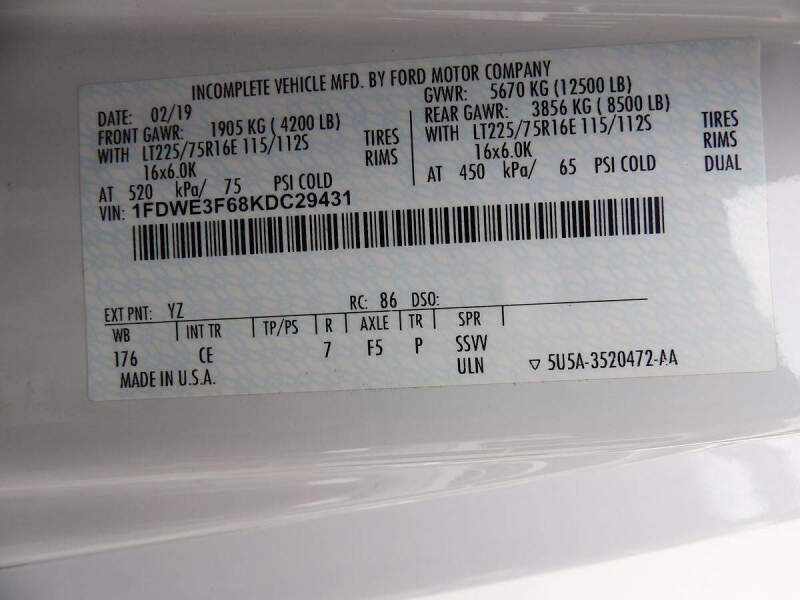 INCOMPLETE VEHICLE MFD. BY FORD MOTOR COMPANY
DATE: 02/19 GVWR: 5670 KG (12500 LB)
FRONT GAWR: 1905 KG ( 4200 LB) REAR GAWR: 3856 KG ( 8500 LB)
WITH LT225/75R16E 115/112S TIRES WITH LT225/75R16E 115/112S TIRES
16x6.0K RIMS 16x6.0K RIMS
AT 520 kPa/ 75 PSI COLD AT 450 kPa/ 65 PSI COLD DUAL
VIN: 1FDWE3F68KDC29431
EXT PNT: YZ RC: 86 DSO:
WB INT TR TP/PS R AXLE TR SPR
176 CE 7 F5 P SSVV
MADE IN U.S.A. ULN ▽ 5U5A-3520472-AA